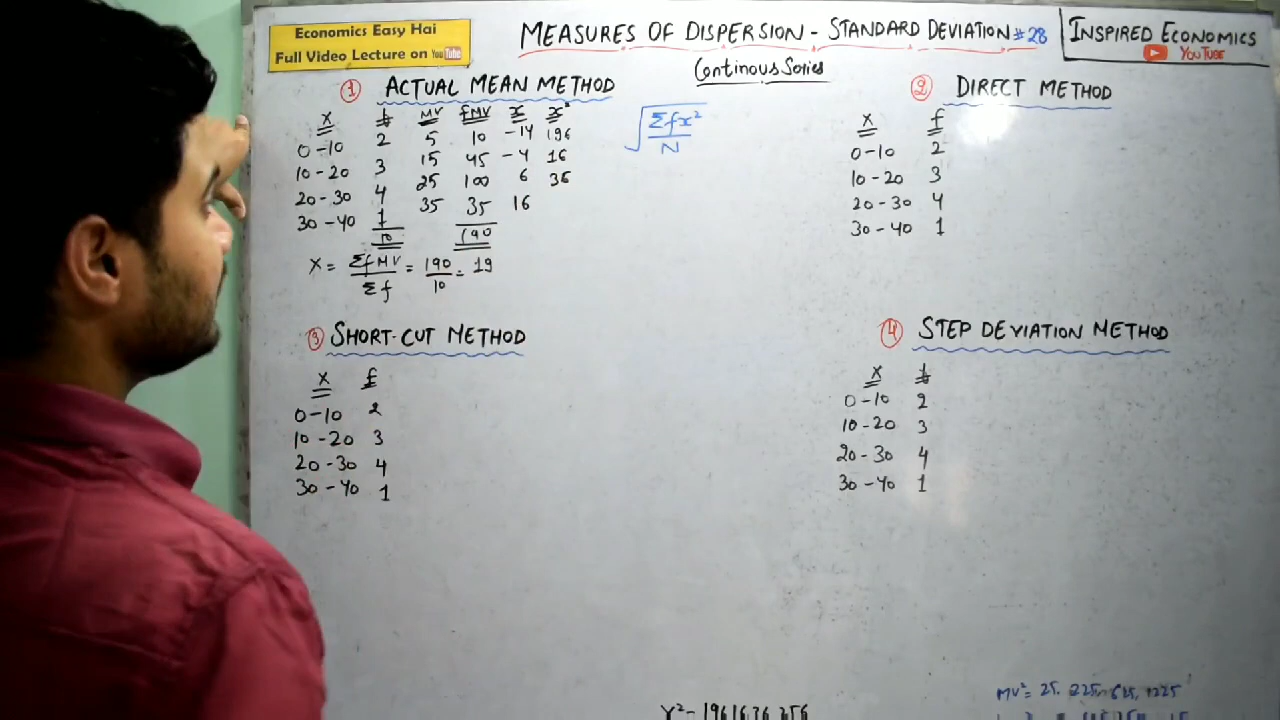 Economics Easy Hai
Full Video Lecture on YouTube
MEASURES OF DISPERSION - STANDARD DEVIATION #28
Continous Series
INSPIRED ECONOMICS
YOUTUBE
① ACTUAL MEAN METHOD
X f MV fMV x x²
0-10 2 5 10 -14 196
10-20 3 15 45 -4 16
20-30 4 25 100 6 36
30-40 1 35 35 16
10 190
X = ΣfMV/Σf = 190/10 = 19
√Σfx²/N
② DIRECT METHOD
X f
0-10 2
10-20 3
20-30 4
30-40 1
③ SHORT-CUT METHOD
X f
0-10 2
10-20 3
20-30 4
30-40 1
④ STEP DEVIATION METHOD
X f
0-10 2
10-20 3
20-30 4
30-40 1
MV² = 25, 225, 625, 1225